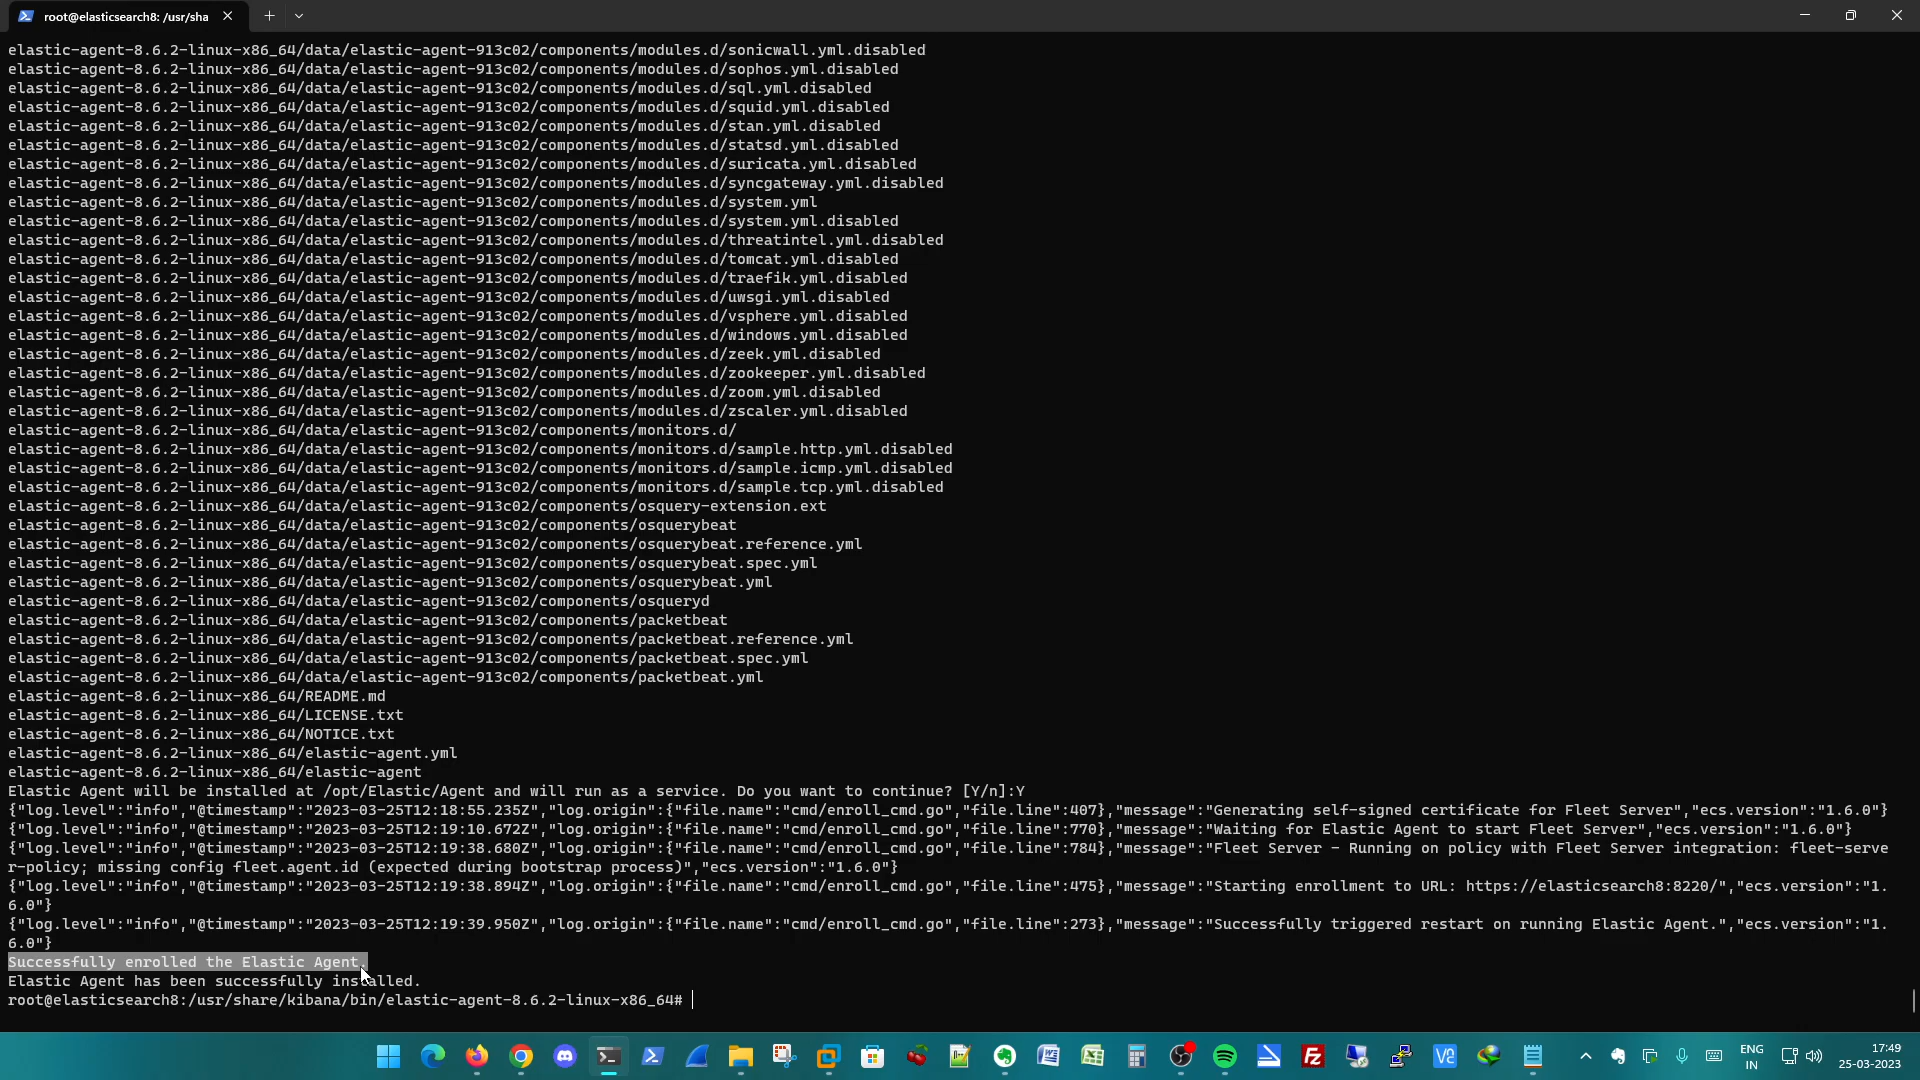 root@elasticsearch8: /usr/sha
elastic-agent-8.6.2-linux-x86_64/data/elastic-agent-913c02/components/modules.d/sonicwall.yml.disabled
elastic-agent-8.6.2-linux-x86_64/data/elastic-agent-913c02/components/modules.d/sophos.yml.disabled
elastic-agent-8.6.2-linux-x86_64/data/elastic-agent-913c02/components/modules.d/sql.yml.disabled
elastic-agent-8.6.2-linux-x86_64/data/elastic-agent-913c02/components/modules.d/squid.yml.disabled
elastic-agent-8.6.2-linux-x86_64/data/elastic-agent-913c02/components/modules.d/stan.yml.disabled
elastic-agent-8.6.2-linux-x86_64/data/elastic-agent-913c02/components/modules.d/statsd.yml.disabled
elastic-agent-8.6.2-linux-x86_64/data/elastic-agent-913c02/components/modules.d/suricata.yml.disabled
elastic-agent-8.6.2-linux-x86_64/data/elastic-agent-913c02/components/modules.d/syncgateway.yml.disabled
elastic-agent-8.6.2-linux-x86_64/data/elastic-agent-913c02/components/modules.d/system.yml
elastic-agent-8.6.2-linux-x86_64/data/elastic-agent-913c02/components/modules.d/system.yml.disabled
elastic-agent-8.6.2-linux-x86_64/data/elastic-agent-913c02/components/modules.d/threatintel.yml.disabled
elastic-agent-8.6.2-linux-x86_64/data/elastic-agent-913c02/components/modules.d/tomcat.yml.disabled
elastic-agent-8.6.2-linux-x86_64/data/elastic-agent-913c02/components/modules.d/traefik.yml.disabled
elastic-agent-8.6.2-linux-x86_64/data/elastic-agent-913c02/components/modules.d/uwsgi.yml.disabled
elastic-agent-8.6.2-linux-x86_64/data/elastic-agent-913c02/components/modules.d/vsphere.yml.disabled
elastic-agent-8.6.2-linux-x86_64/data/elastic-agent-913c02/components/modules.d/windows.yml.disabled
elastic-agent-8.6.2-linux-x86_64/data/elastic-agent-913c02/components/modules.d/zeek.yml.disabled
elastic-agent-8.6.2-linux-x86_64/data/elastic-agent-913c02/components/modules.d/zookeeper.yml.disabled
elastic-agent-8.6.2-linux-x86_64/data/elastic-agent-913c02/components/modules.d/zoom.yml.disabled
elastic-agent-8.6.2-linux-x86_64/data/elastic-agent-913c02/components/modules.d/zscaler.yml.disabled
elastic-agent-8.6.2-linux-x86_64/data/elastic-agent-913c02/components/monitors.d/
elastic-agent-8.6.2-linux-x86_64/data/elastic-agent-913c02/components/monitors.d/sample.http.yml.disabled
elastic-agent-8.6.2-linux-x86_64/data/elastic-agent-913c02/components/monitors.d/sample.icmp.yml.disabled
elastic-agent-8.6.2-linux-x86_64/data/elastic-agent-913c02/components/monitors.d/sample.tcp.yml.disabled
elastic-agent-8.6.2-linux-x86_64/data/elastic-agent-913c02/components/osquery-extension.ext
elastic-agent-8.6.2-linux-x86_64/data/elastic-agent-913c02/components/osquerybeat
elastic-agent-8.6.2-linux-x86_64/data/elastic-agent-913c02/components/osquerybeat.reference.yml
elastic-agent-8.6.2-linux-x86_64/data/elastic-agent-913c02/components/osquerybeat.spec.yml
elastic-agent-8.6.2-linux-x86_64/data/elastic-agent-913c02/components/osquerybeat.yml
elastic-agent-8.6.2-linux-x86_64/data/elastic-agent-913c02/components/osqueryd
elastic-agent-8.6.2-linux-x86_64/data/elastic-agent-913c02/components/packetbeat
elastic-agent-8.6.2-linux-x86_64/data/elastic-agent-913c02/components/packetbeat.reference.yml
elastic-agent-8.6.2-linux-x86_64/data/elastic-agent-913c02/components/packetbeat.spec.yml
elastic-agent-8.6.2-linux-x86_64/data/elastic-agent-913c02/components/packetbeat.yml
elastic-agent-8.6.2-linux-x86_64/README.md
elastic-agent-8.6.2-linux-x86_64/LICENSE.txt
elastic-agent-8.6.2-linux-x86_64/NOTICE.txt
elastic-agent-8.6.2-linux-x86_64/elastic-agent.yml
elastic-agent-8.6.2-linux-x86_64/elastic-agent
Elastic Agent will be installed at /opt/Elastic/Agent and will run as a service. Do you want to continue? [Y/n]:Y
{"log.level":"info","@timestamp":"2023-03-25T12:18:55.235Z","log.origin":{"file.name":"cmd/enroll_cmd.go","file.line":407},"message":"Generating self-signed certificate for Fleet Server","ecs.version":"1.6.0"}
{"log.level":"info","@timestamp":"2023-03-25T12:19:10.672Z","log.origin":{"file.name":"cmd/enroll_cmd.go","file.line":770},"message":"Waiting for Elastic Agent to start Fleet Server","ecs.version":"1.6.0"}
{"log.level":"info","@timestamp":"2023-03-25T12:19:38.680Z","log.origin":{"file.name":"cmd/enroll_cmd.go","file.line":784},"message":"Fleet Server - Running on policy with Fleet Server integration: fleet-serve
r-policy; missing config fleet.agent.id (expected during bootstrap process)","ecs.version":"1.6.0"}
{"log.level":"info","@timestamp":"2023-03-25T12:19:38.894Z","log.origin":{"file.name":"cmd/enroll_cmd.go","file.line":475},"message":"Starting enrollment to URL: https://elasticsearch8:8220/","ecs.version":"1.
6.0"}
{"log.level":"info","@timestamp":"2023-03-25T12:19:39.950Z","log.origin":{"file.name":"cmd/enroll_cmd.go","file.line":273},"message":"Successfully triggered restart on running Elastic Agent.","ecs.version":"1.
6.0"}
Successfully enrolled the Elastic Agent.
Elastic Agent has been successfully installed.
root@elasticsearch8:/usr/share/kibana/bin/elastic-agent-8.6.2-linux-x86_64#
ENG
IN
17:49
25-03-2023